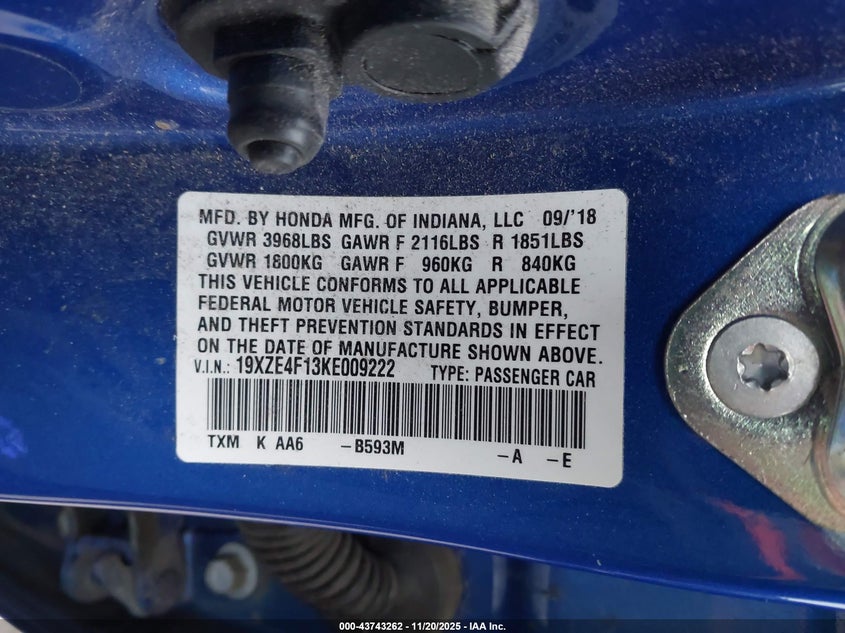 MFD. BY HONDA MFG. OF INDIANA, LLC 09/'18
GVWR 3968LBS GAWR F 2116LBS R 1851LBS
GVWR 1800KG GAWR F 960KG R 840KG
THIS VEHICLE CONFORMS TO ALL APPLICABLE
FEDERAL MOTOR VEHICLE SAFETY, BUMPER,
AND THEFT PREVENTION STANDARDS IN EFFECT
ON THE DATE OF MANUFACTURE SHOWN ABOVE.
V.I.N.: 19XZE4F13KE009222 TYPE: PASSENGER CAR
TXM K AA6 –B593M –A –E
000-43743262 - 11/20/2025 - IAA Inc.